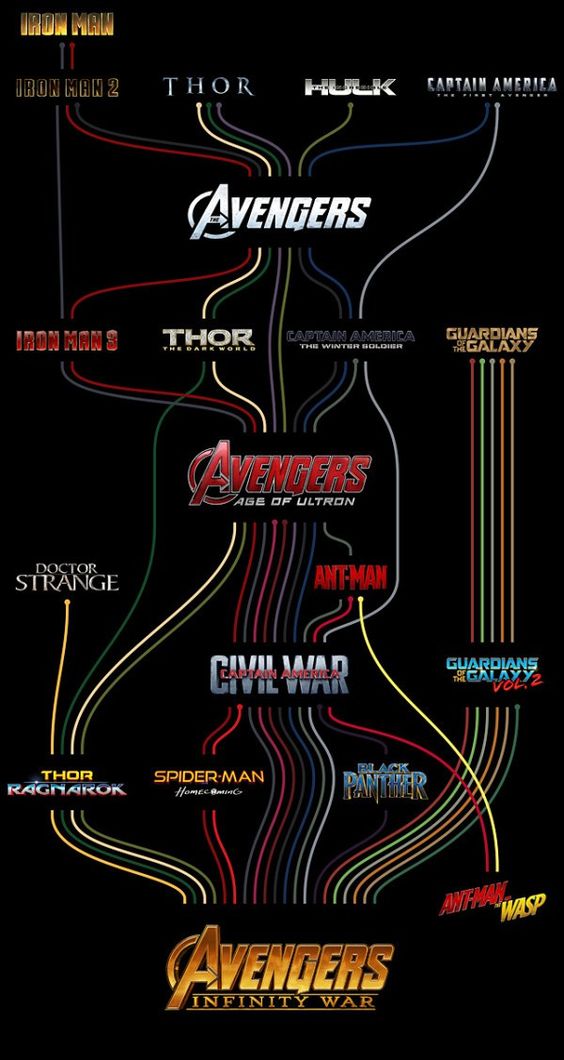 IRON MAN
IRON MAN 2
THOR
HULK
CAPTAIN AMERICA
THE FIRST AVENGER
THE AVENGERS
IRON MAN 3
THOR
THE DARK WORLD
CAPTAIN AMERICA
THE WINTER SOLDIER
GUARDIANS
OF THE GALAXY
AVENGERS
AGE OF ULTRON
DOCTOR
STRANGE
ANT-MAN
CIVIL WAR
CAPTAIN AMERICA
GUARDIANS
OF THE GALAXY
VOL. 2
THOR
RAGNAROK
SPIDER-MAN
HOMECOMING
BLACK
PANTHER
ANT-MAN AND THE WASP
AVENGERS
INFINITY WAR